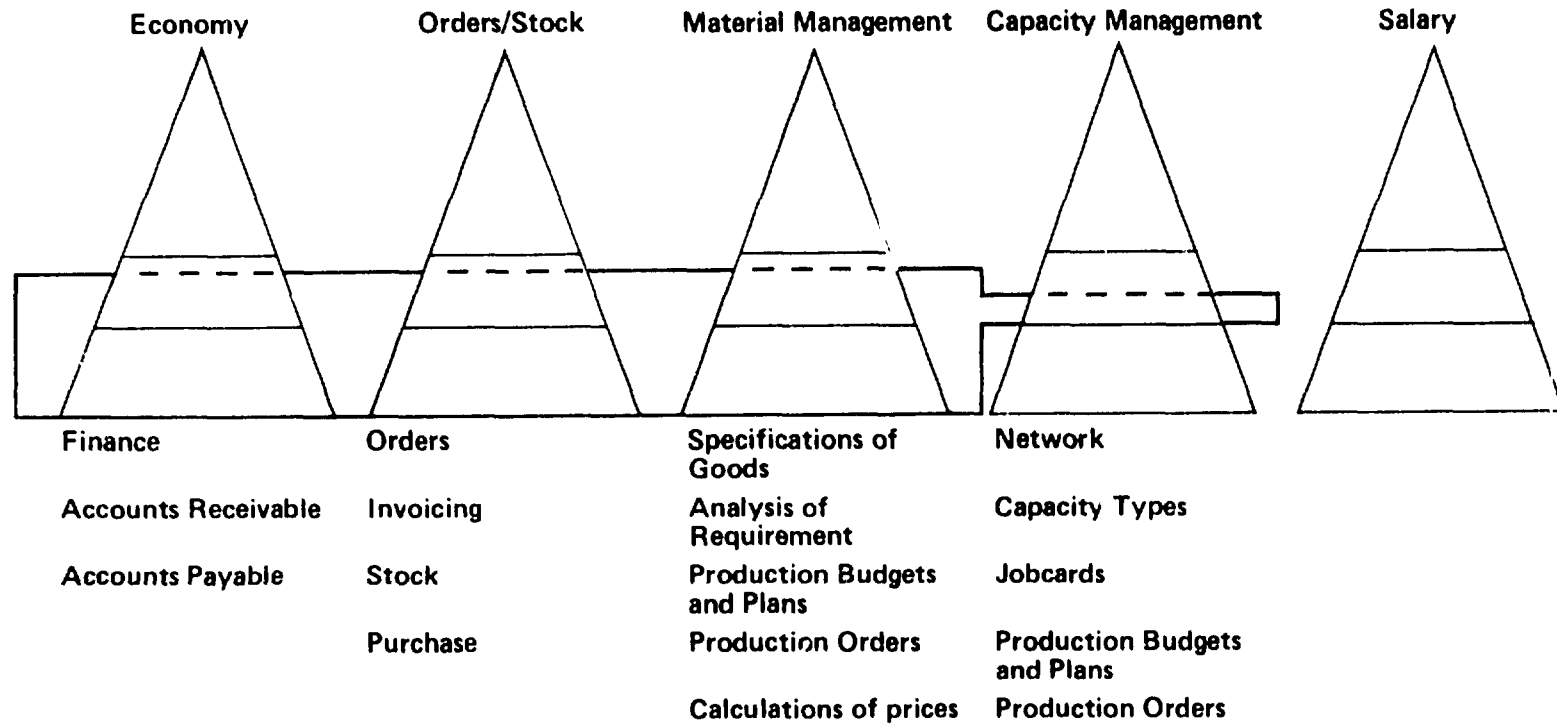 Economy
Orders/Stock
Material Management
Capacity Management
Salary
Finance
Accounts Receivable
Accounts Payable
Orders
Invoicing
Stock
Purchase
Specifications of
Goods
Analysis of
Requirement
Production Budgets
and Plans
Production Orders
Calculations of prices
Network
Capacity Types
Jobcards
Production Budgets
and Plans
Production Orders